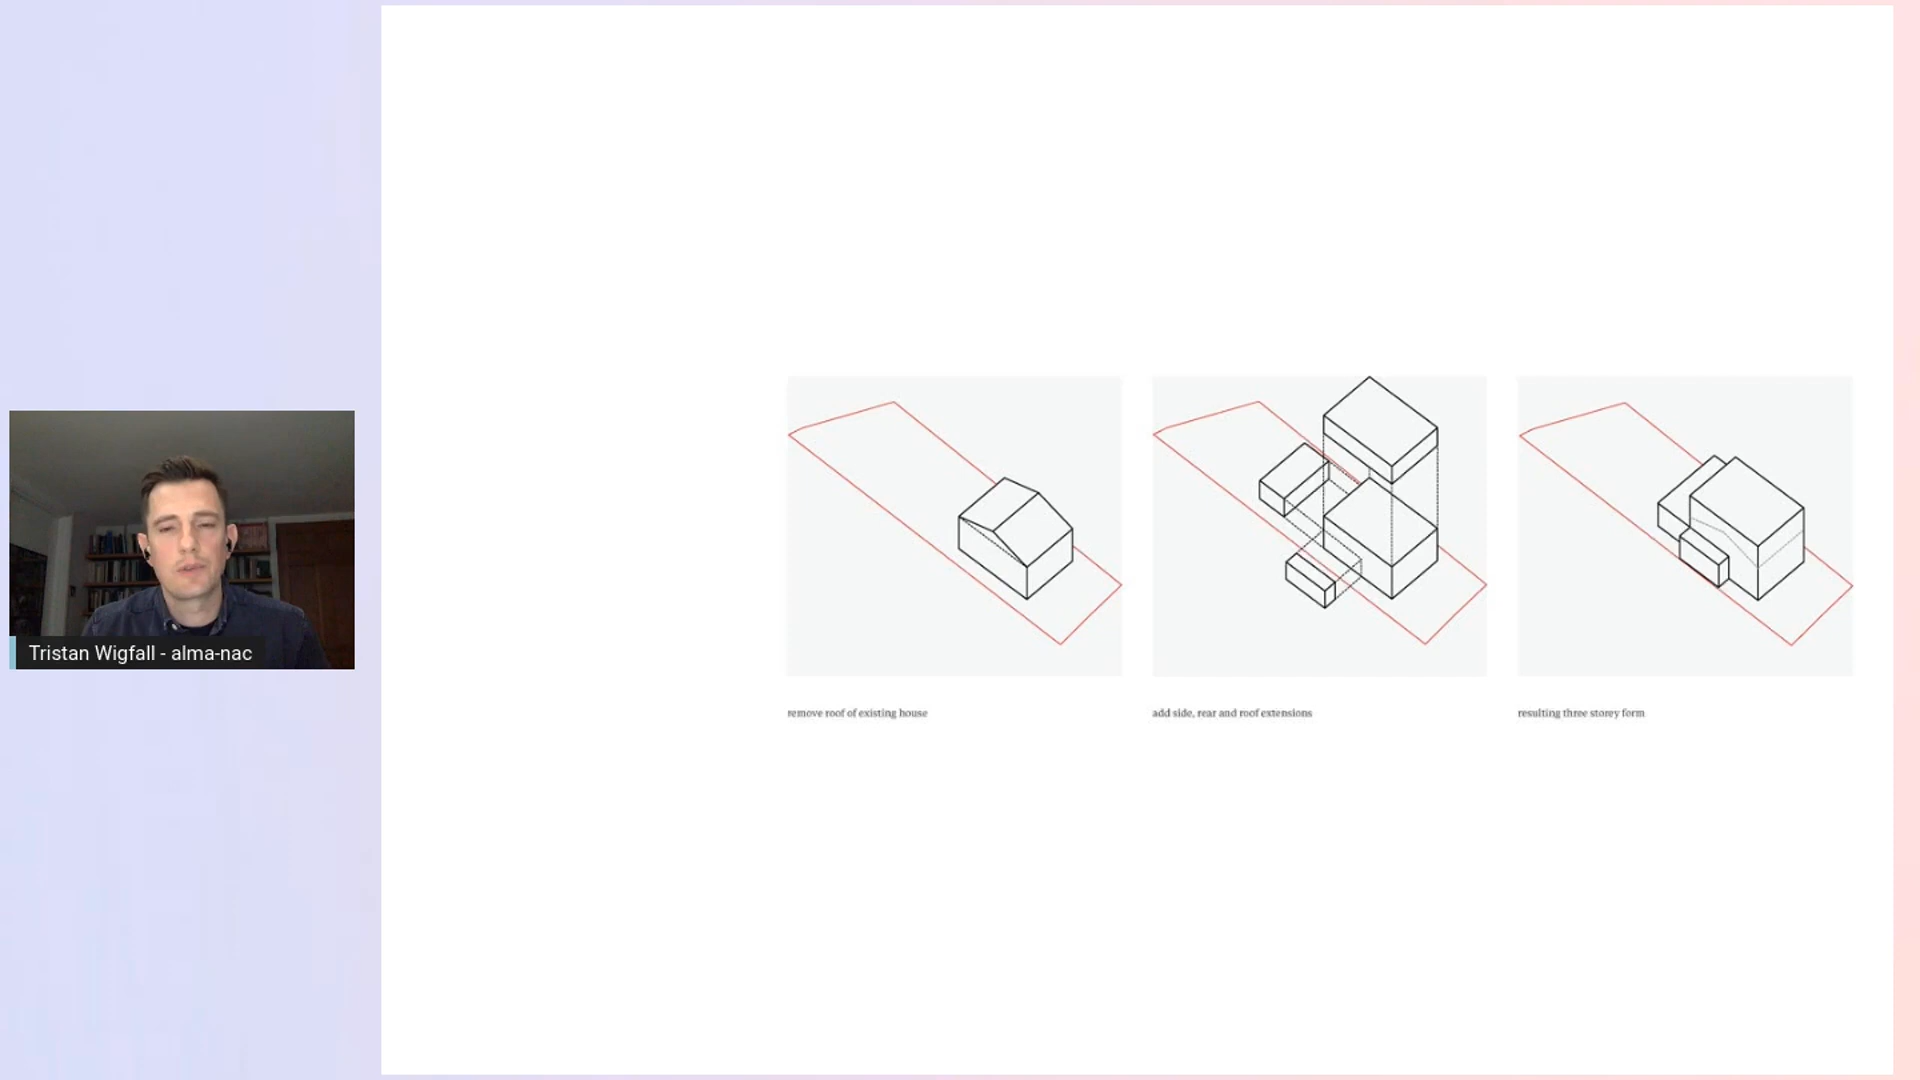 Tristan Wigfall - alma-nac
remove roof of existing house
add side, rear and roof extensions
resulting three storey form